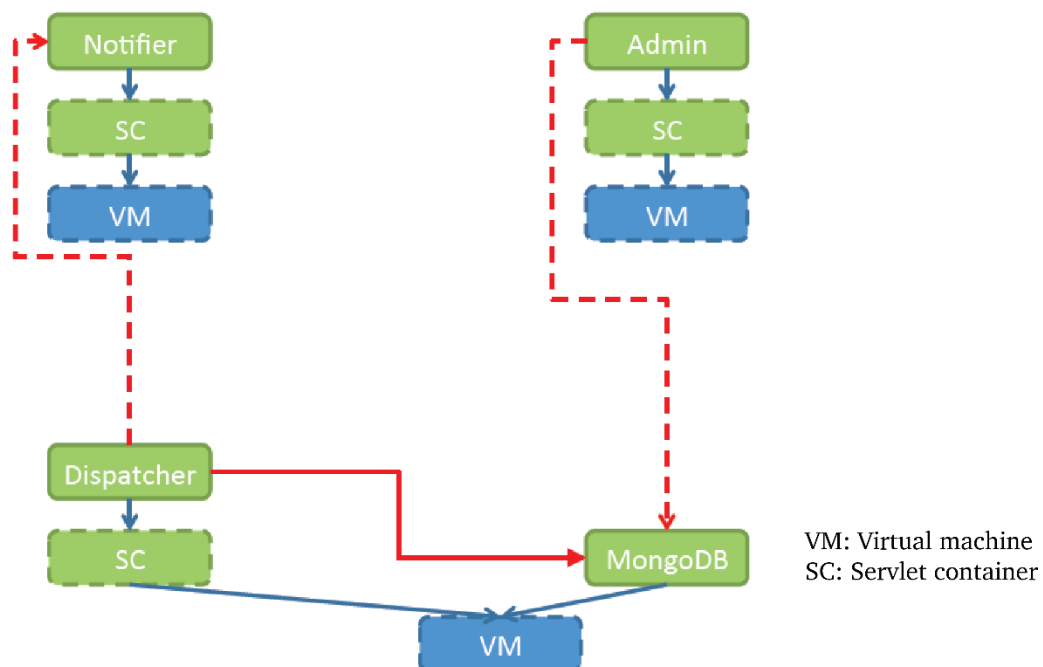 Notifier
Admin
SC
SC
VM
VM
Dispatcher
SC
MongoDB
VM: Virtual machine
SC: Servlet container
VM